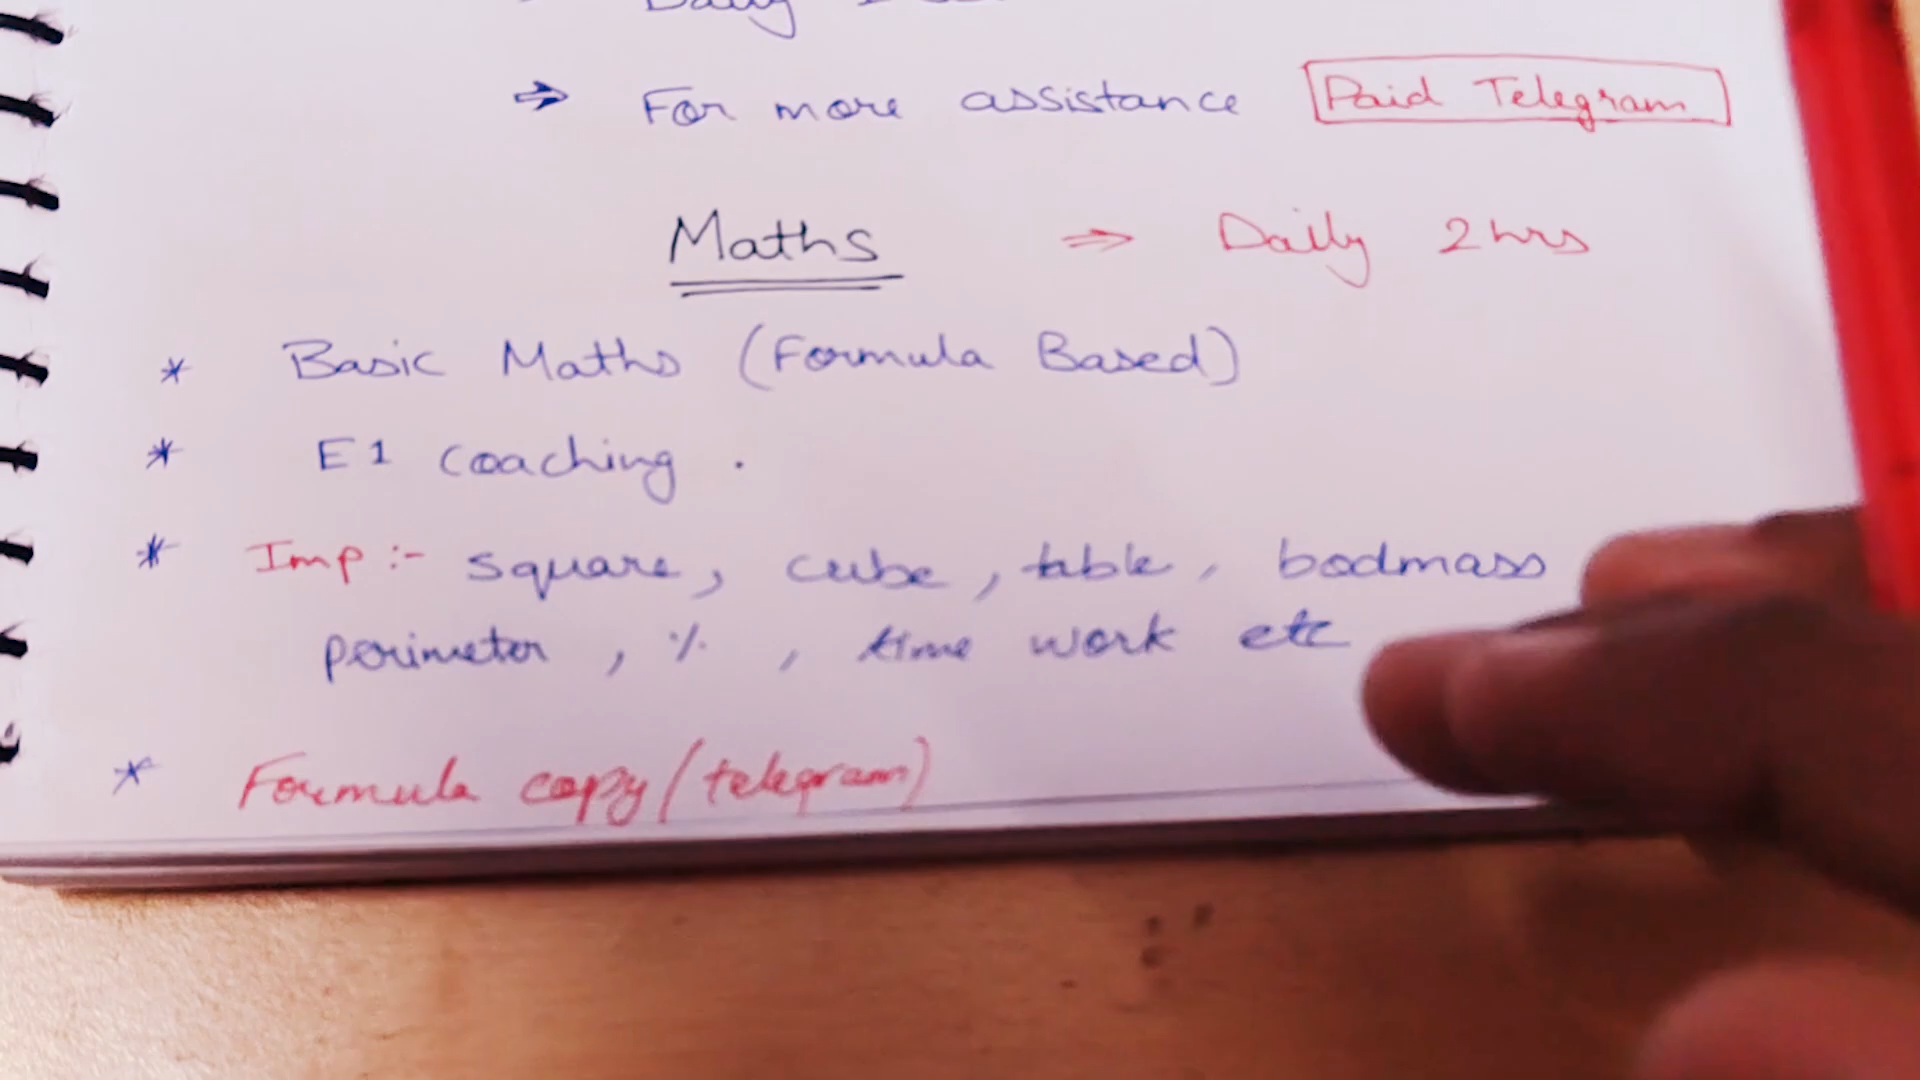 Daily
⇒ For more assistance Paid Telegram
Maths ⇒ Daily 2 hrs
* Basic Maths (Formula Based)
* E1 coaching .
* Imp :- square, cube, table, bodmass
perimeter, %, time work etc
* Formula copy/(telegram)